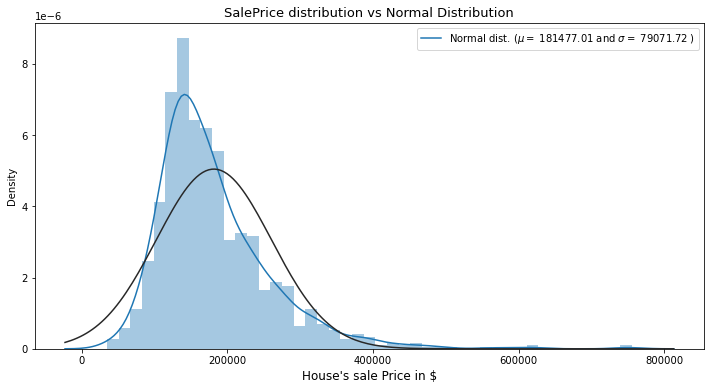 SalePrice distribution vs Normal Distribution
1e−6
Normal dist. (μ = 181477.01 and σ = 79071.72 )
8
6
4
2
0
Density
0 200000 400000 600000 800000
House's sale Price in $